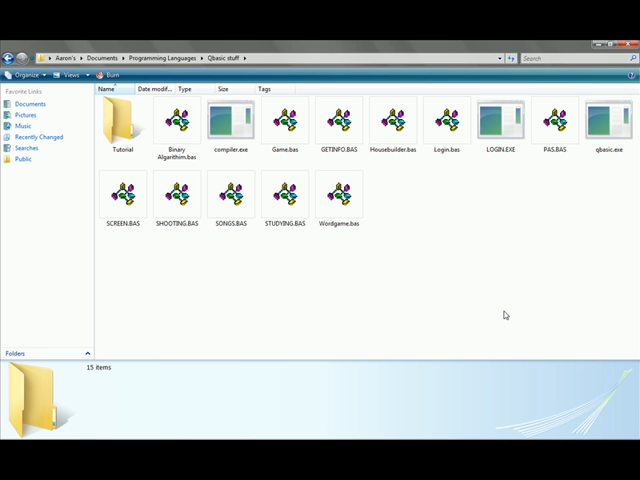 Aaron's ▸ Documents ▸ Programming Languages ▸ Qbasic stuff ▸
Search
Organize Views Burn
Name Date modif... Type Size Tags
Favorite Links
Documents
Pictures
Music
Recently Changed
Searches
Public
Tutorial
Binary Algorithim.bas
compiler.exe
Game.bas
GETINFO.BAS
Housebuilder.bas
Login.bas
LOGIN.EXE
PAS.BAS
qbasic.exe
SCREEN.BAS
SHOOTING.BAS
SONGS.BAS
STUDYING.BAS
Wordgame.bas
Folders
15 items